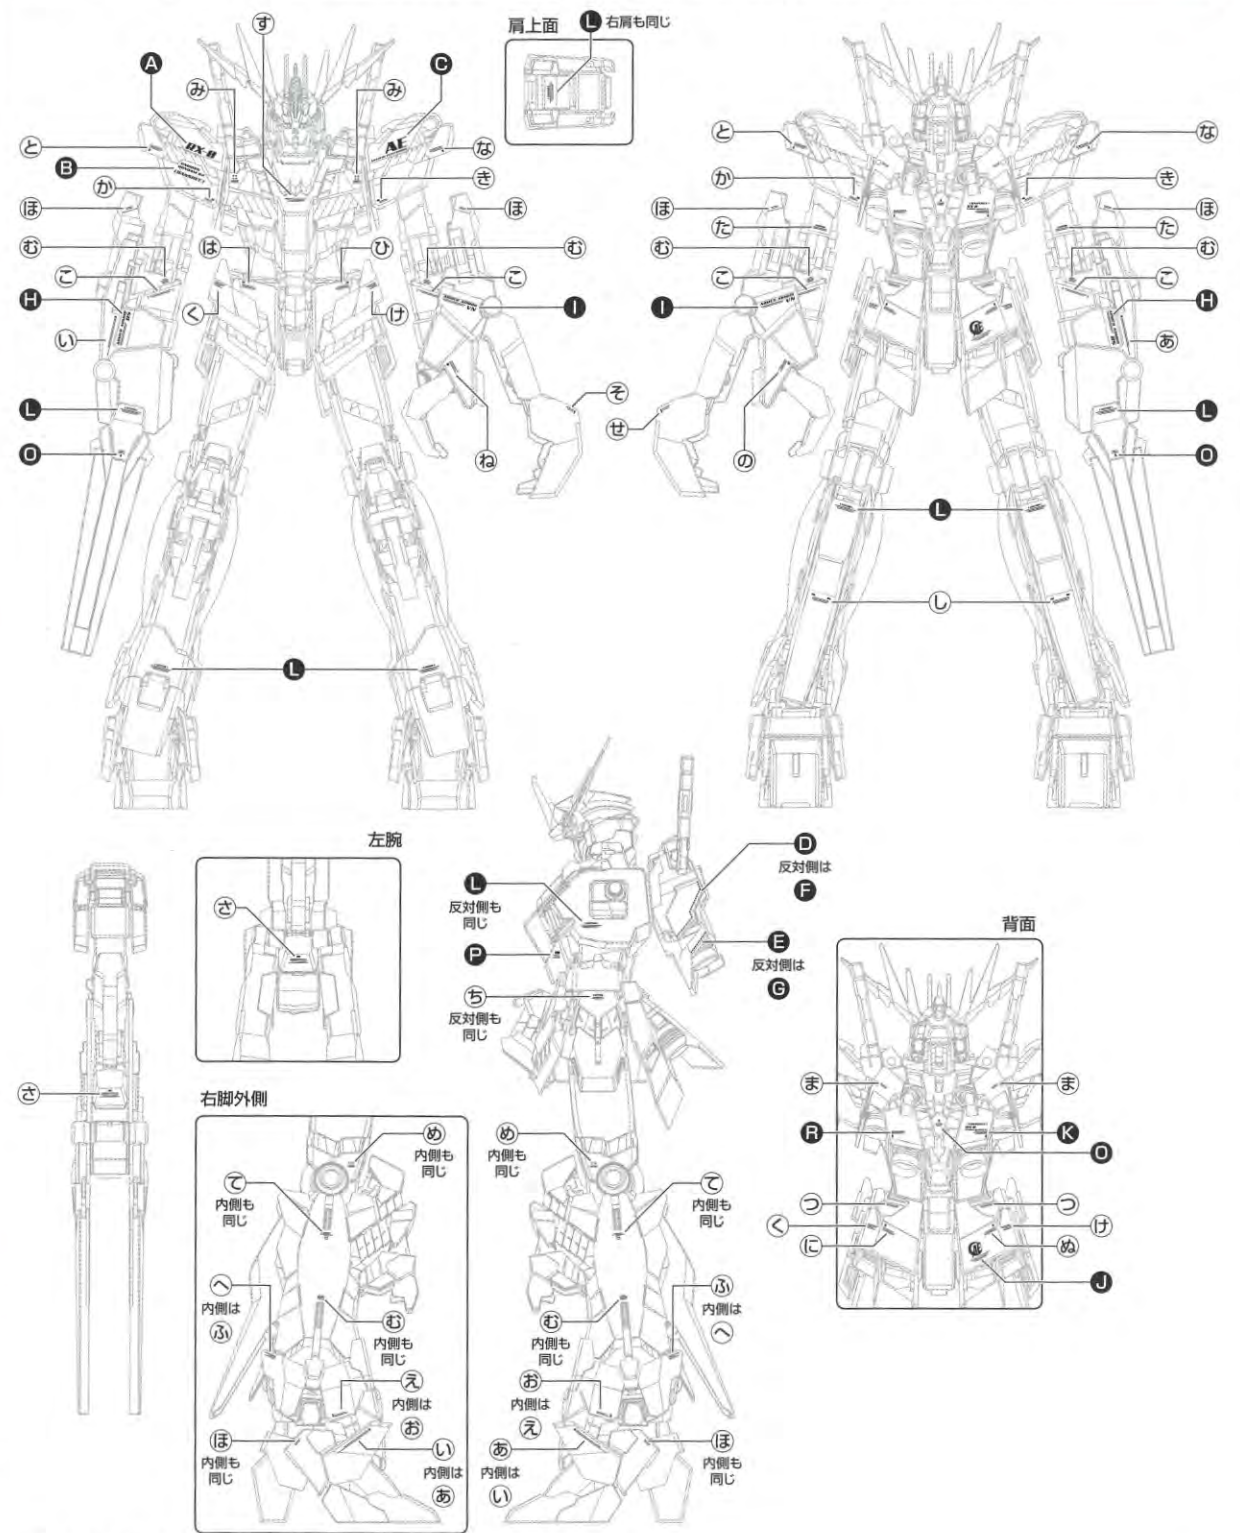 肩上面
L 右肩も同じ
す
A
み
み
C
と
RX-0
AE
な
B
か
き
ほ
ほ
む
は
ひ
む
こ
こ
H
く
け
I
い
そ
L
O
ね
L
と
な
か
き
ほ
ほ
た
た
む
む
こ
こ
I
H
あ
せ
L
の
O
L
し
左腕
さ
さ
D
反対側は
F
L
反対側も
同じ
E
反対側は
G
P
ち
反対側も
同じ
背面
ま
ま
R
K
O
つ
つ
く
け
に
ぬ
J
右脚外側
め
内側も
同じ
て
内側も
同じ
へ
内側は
ふ
む
内側も
同じ
え
内側は
お
ほ
内側も
同じ
い
内側は
あ
め
内側も
同じ
て
内側も
同じ
ふ
内側は
へ
む
内側も
同じ
お
内側は
え
あ
内側は
い
ほ
内側も
同じ